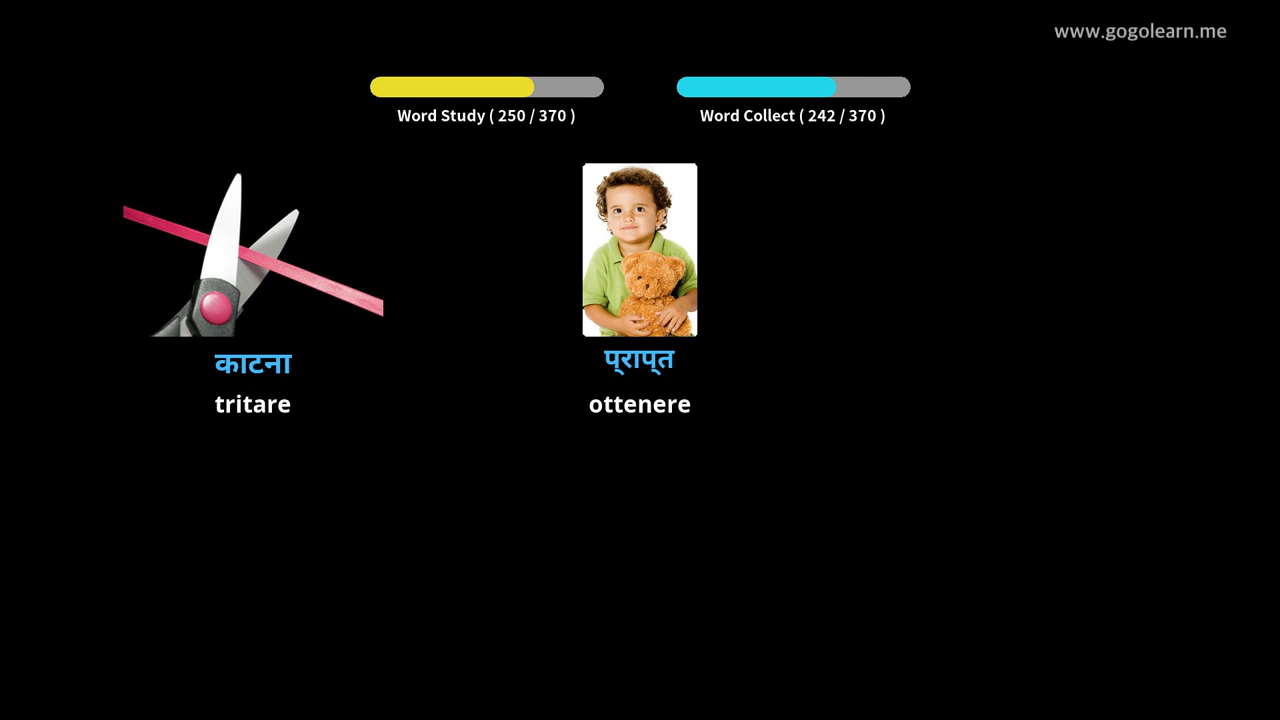 www.gogolearn.me
Word Study ( 250 / 370 )
Word Collect ( 242 / 370 )
काटना
प्राप्त
tritare
ottenere